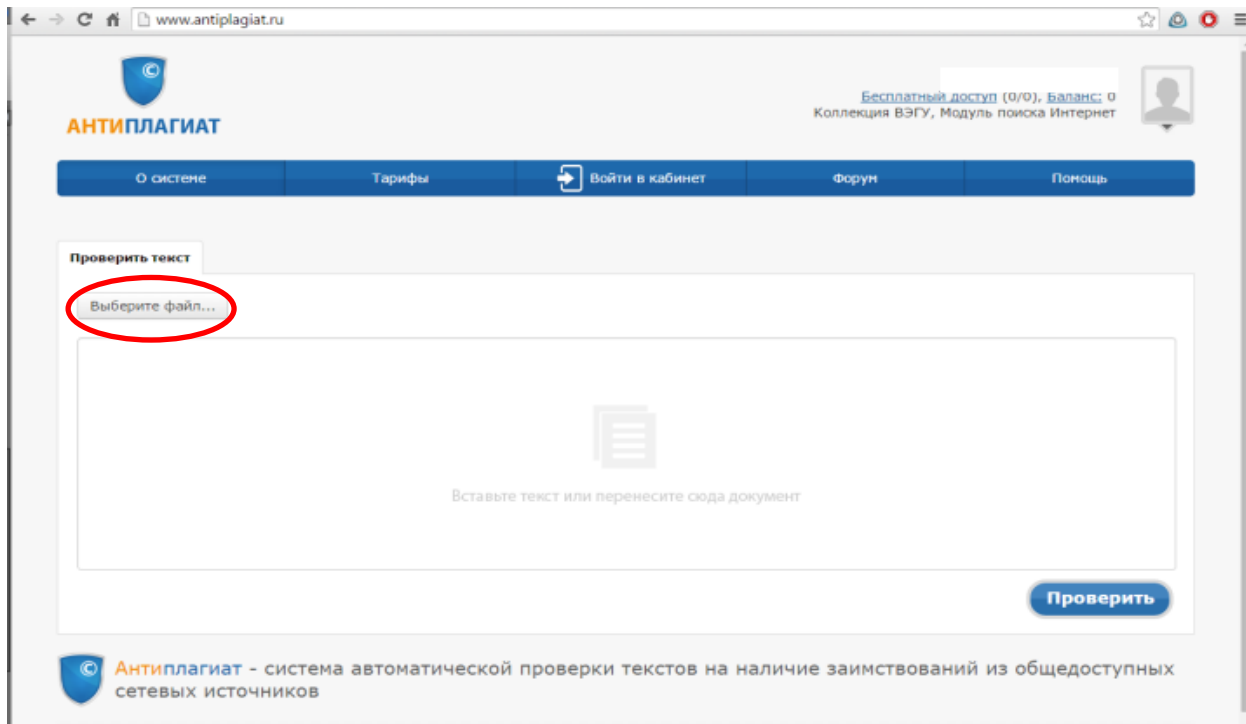 www.antiplagiat.ru
©
АНТИПЛАГИАТ
Бесплатный доступ (0/0), Баланс: 0
Коллекция ВЭГУ, Модуль поиска Интернет
О системе Тарифы Войти в кабинет Форум Помощь
Проверить текст
Выберите файл...
Вставьте текст или перенесите сюда документ
Проверить
© Антиплагиат - система автоматической проверки текстов на наличие заимствований из общедоступных
сетевых источников